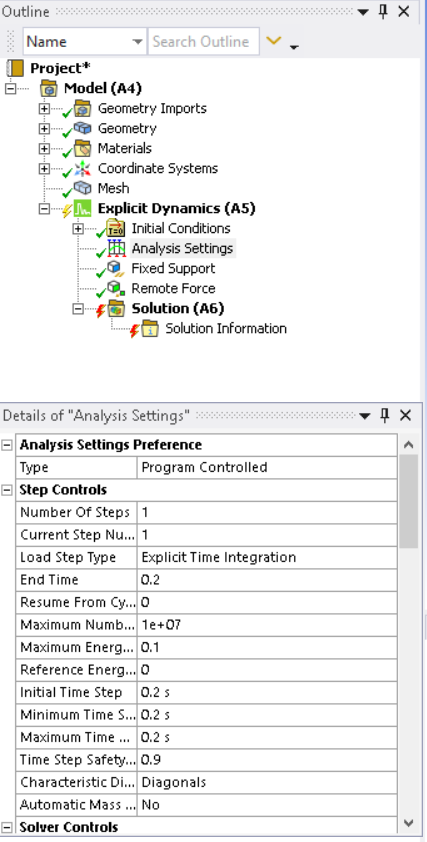 Outline
Name Search Outline
Project*
Model (A4)
Geometry Imports
Geometry
Materials
Coordinate Systems
Mesh
Explicit Dynamics (A5)
T=0 Initial Conditions
Analysis Settings
Fixed Support
Remote Force
Solution (A6)
Solution Information
Details of "Analysis Settings"
Analysis Settings Preference
Type Program Controlled
Step Controls
Number Of Steps 1
Current Step Nu... 1
Load Step Type Explicit Time Integration
End Time 0.2
Resume From Cy... 0
Maximum Numb... 1e+07
Maximum Energ... 0.1
Reference Energ... 0
Initial Time Step 0.2 s
Minimum Time S... 0.2 s
Maximum Time ... 0.2 s
Time Step Safety... 0.9
Characteristic Di... Diagonals
Automatic Mass ... No
Solver Controls